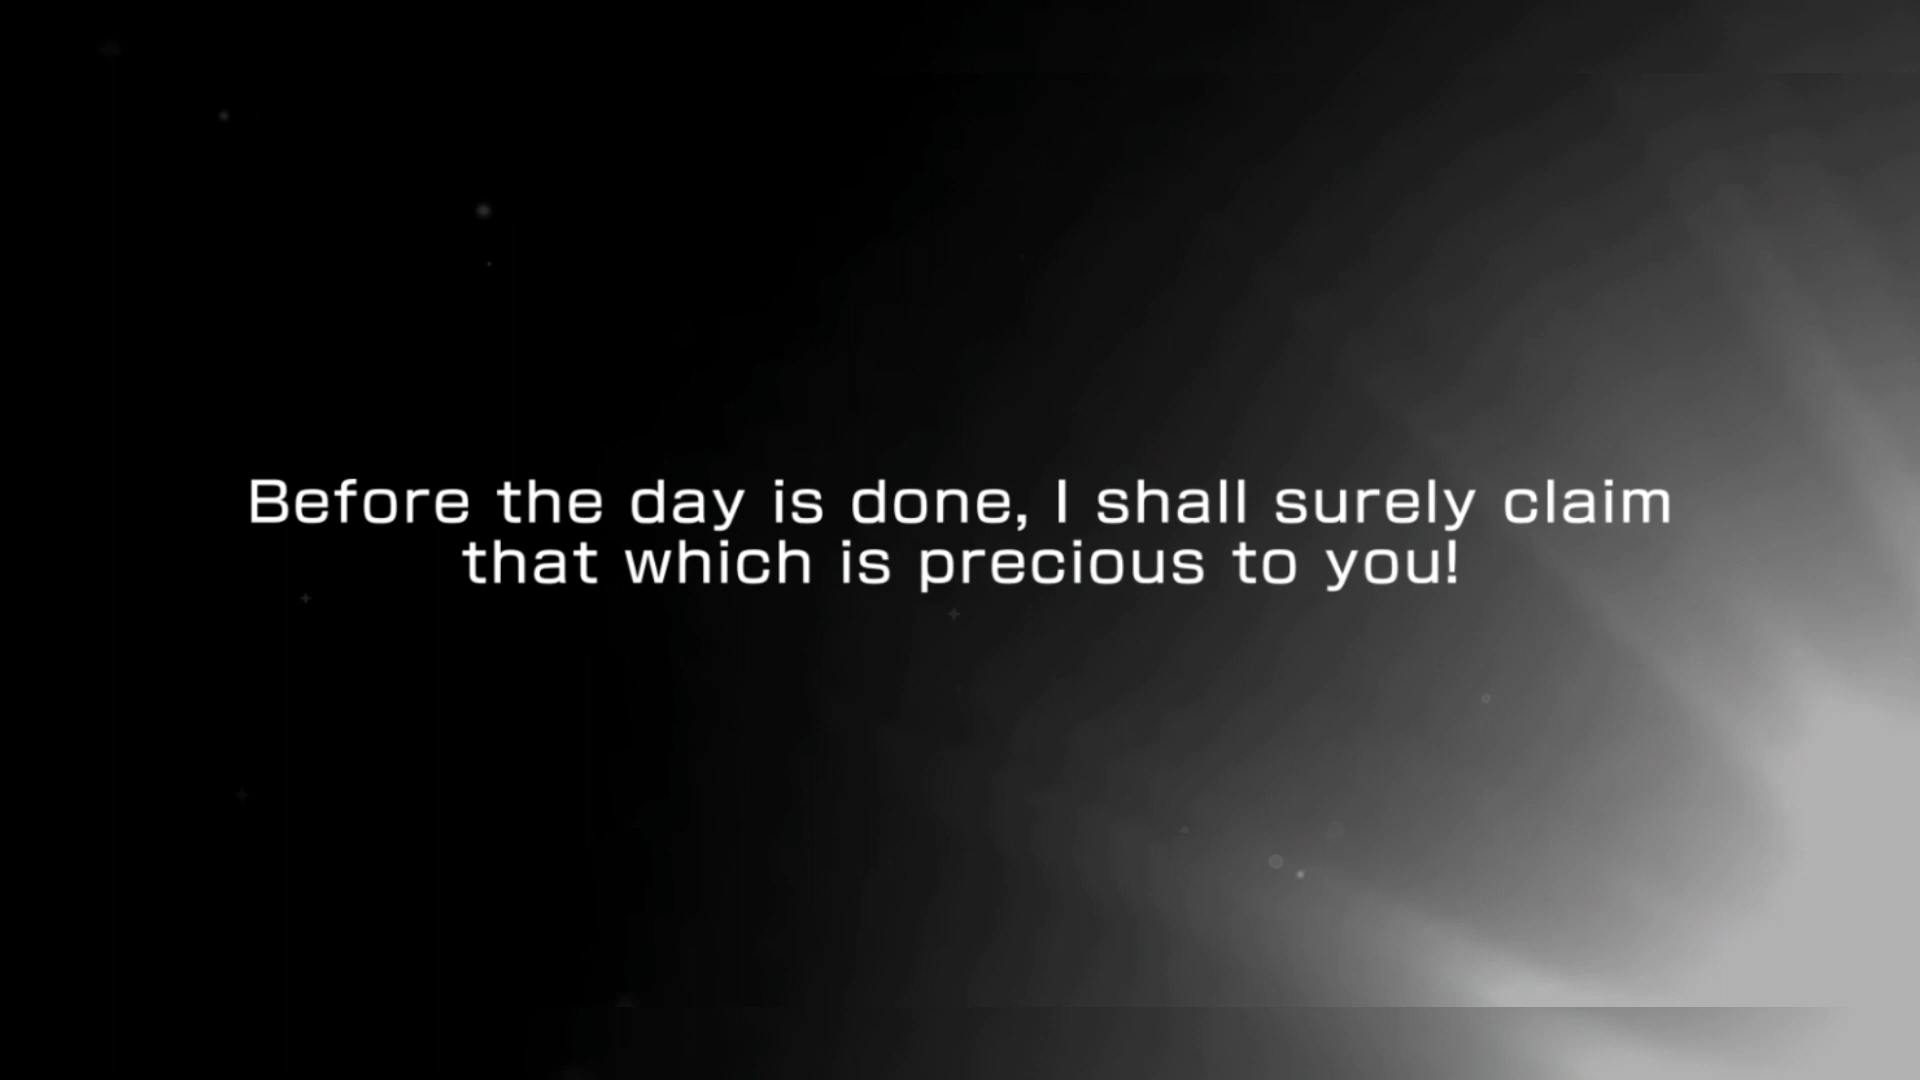 Before the day is done, I shall surely claim
that which is precious to you!